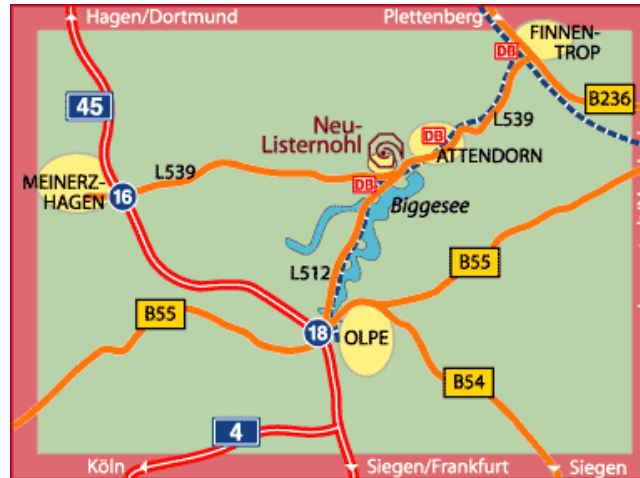 Hagen/Dortmund
Plettenberg
FINNEN-
TROP
DB
B236
45
Neu-
Listernohl
DB
L539
ATTENDORN
MEINERZ-
HAGEN
16
L539
DB
Biggesee
L512
B55
B55
18
OLPE
B54
4
Köln
Siegen/Frankfurt
Siegen